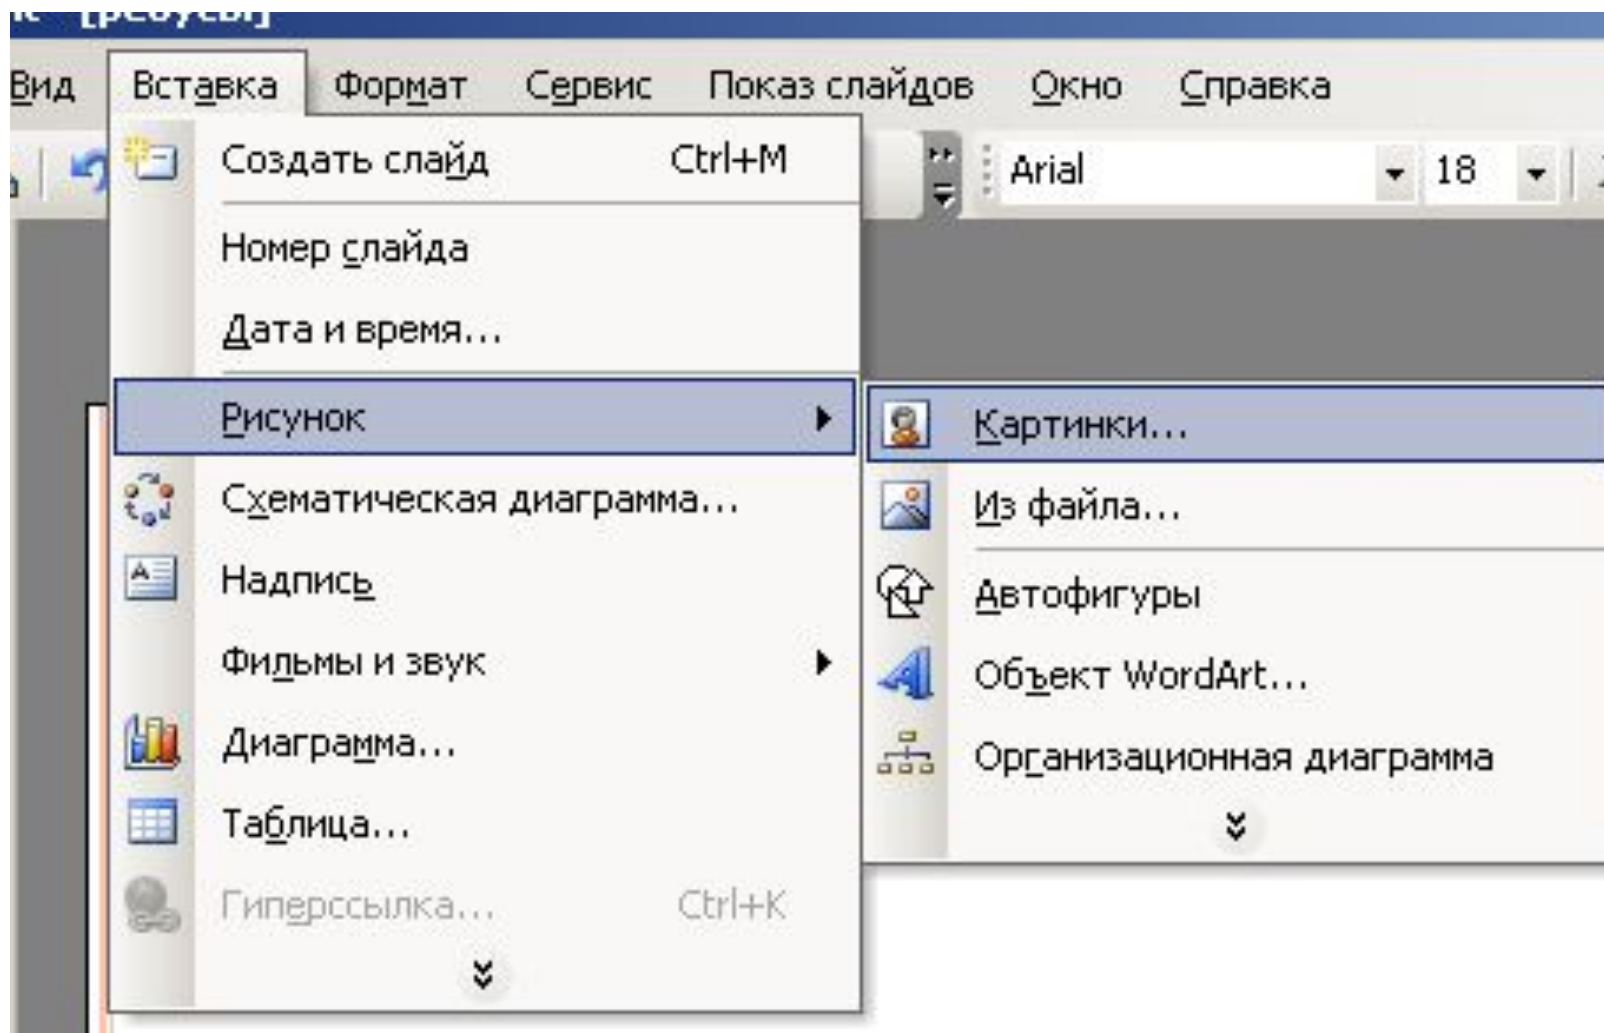 [ребусы]
Вид Вставка Формат Сервис Показ слайдов Окно Справка
Arial 18
Создать слайд Ctrl+M
Номер слайда
Дата и время...
Рисунок
Схематическая диаграмма...
Надпись
Фильмы и звук
Диаграмма...
Таблица...
Гиперссылка... Ctrl+K
Картинки...
Из файла...
Автофигуры
Объект WordArt...
Организационная диаграмма